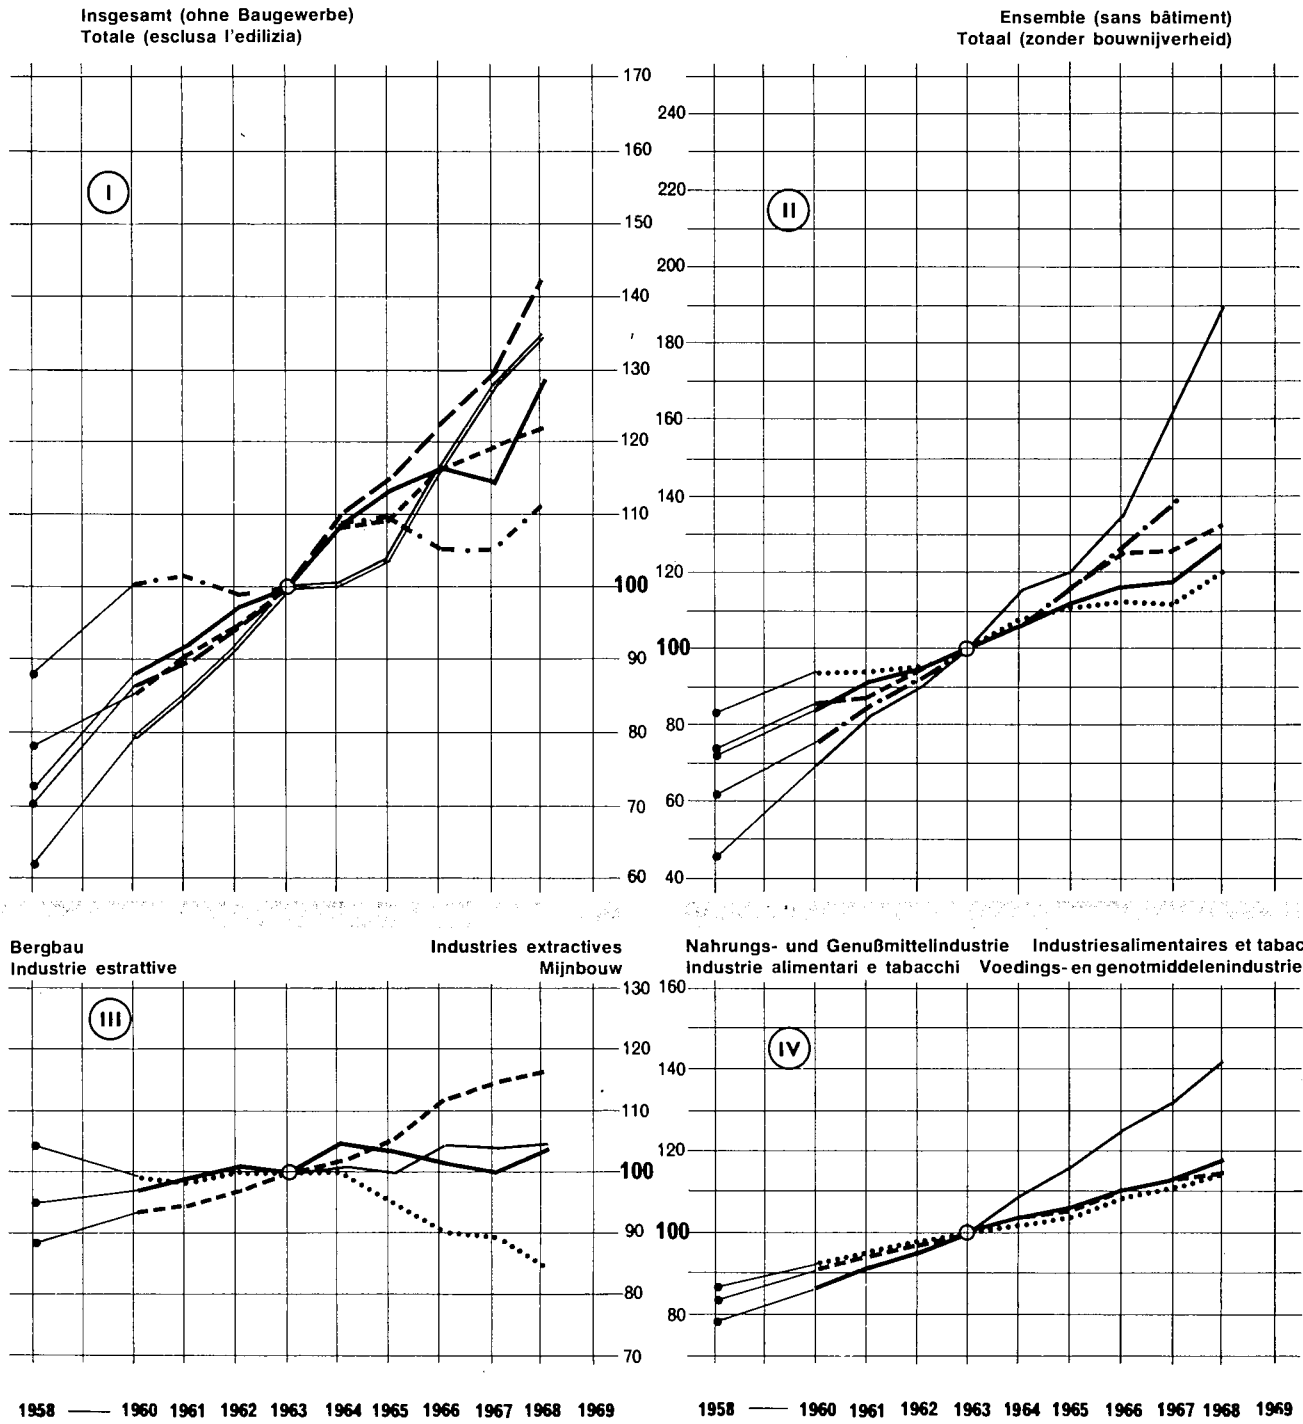 Insgesamt (ohne Baugewerbe)
Totale (esclusa l'edilizia)
Ensemble (sans bâtiment)
Totaal (zonder bouwnijverheid)
I
170
160
150
140
130
120
110
100
90
80
70
60
II
240
220
200
180
160
140
120
100
80
60
40
Bergbau
Industrie estrattive
Industries extractives
Mijnbouw
III
130
120
110
100
90
80
70
Nahrungs- und Genußmittelindustrie Industriesalimentaires et tabac
industrie alimentari e tabacchi Voedings- en genotmiddelenindustrie
IV
160
140
120
100
80
1958 — 1960 1961 1962 1963 1964 1965 1966 1967 1968 1969
1958 — 1960 1961 1962 1963 1964 1965 1966 1967 1968 1969